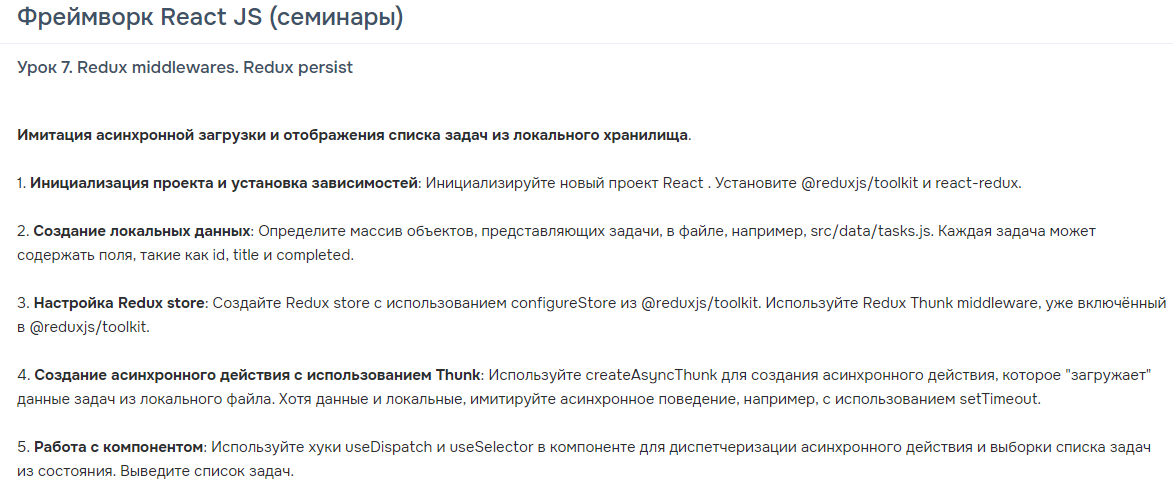 Фреймворк React JS (семинары)
Урок 7. Redux middlewares. Redux persist
Имитация асинхронной загрузки и отображения списка задач из локального хранилища.
1. Инициализация проекта и установка зависимостей: Инициализируйте новый проект React . Установите @reduxjs/toolkit и react-redux.
2. Создание локальных данных: Определите массив объектов, представляющих задачи, в файле, например, src/data/tasks.js. Каждая задача может
содержать поля, такие как id, title и completed.
3. Настройка Redux store: Создайте Redux store с использованием configureStore из @reduxjs/toolkit. Используйте Redux Thunk middleware, уже включённый
в @reduxjs/toolkit.
4. Создание асинхронного действия с использованием Thunk: Используйте createAsyncThunk для создания асинхронного действия, которое "загружает"
данные задач из локального файла. Хотя данные и локальные, имитируйте асинхронное поведение, например, с использованием setTimeout.
5. Работа с компонентом: Используйте хуки useDispatch и useSelector в компоненте для диспетчеризации асинхронного действия и выборки списка задач
из состояния. Выведите список задач.